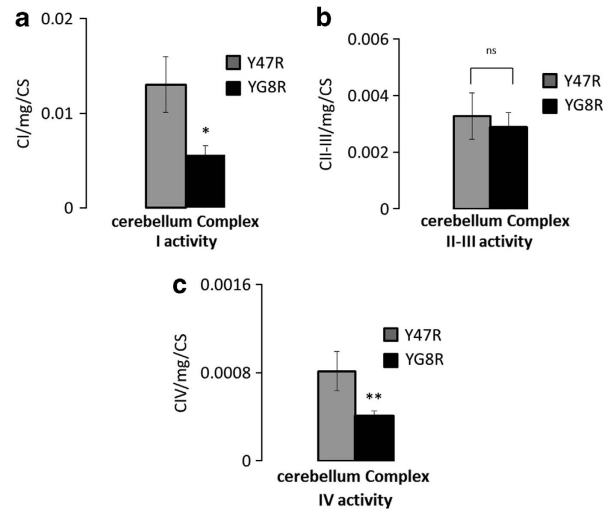 a
CI/mg/CS
0.02
0.01
0
Y47R
YG8R
*
cerebellum Complex
I activity
b
CII-III/mg/CS
0.006
0.004
0.002
0
ns
Y47R
YG8R
cerebellum Complex
II-III activity
c
CIV/mg/CS
0.0016
0.0008
0
Y47R
YG8R
**
cerebellum Complex
IV activity